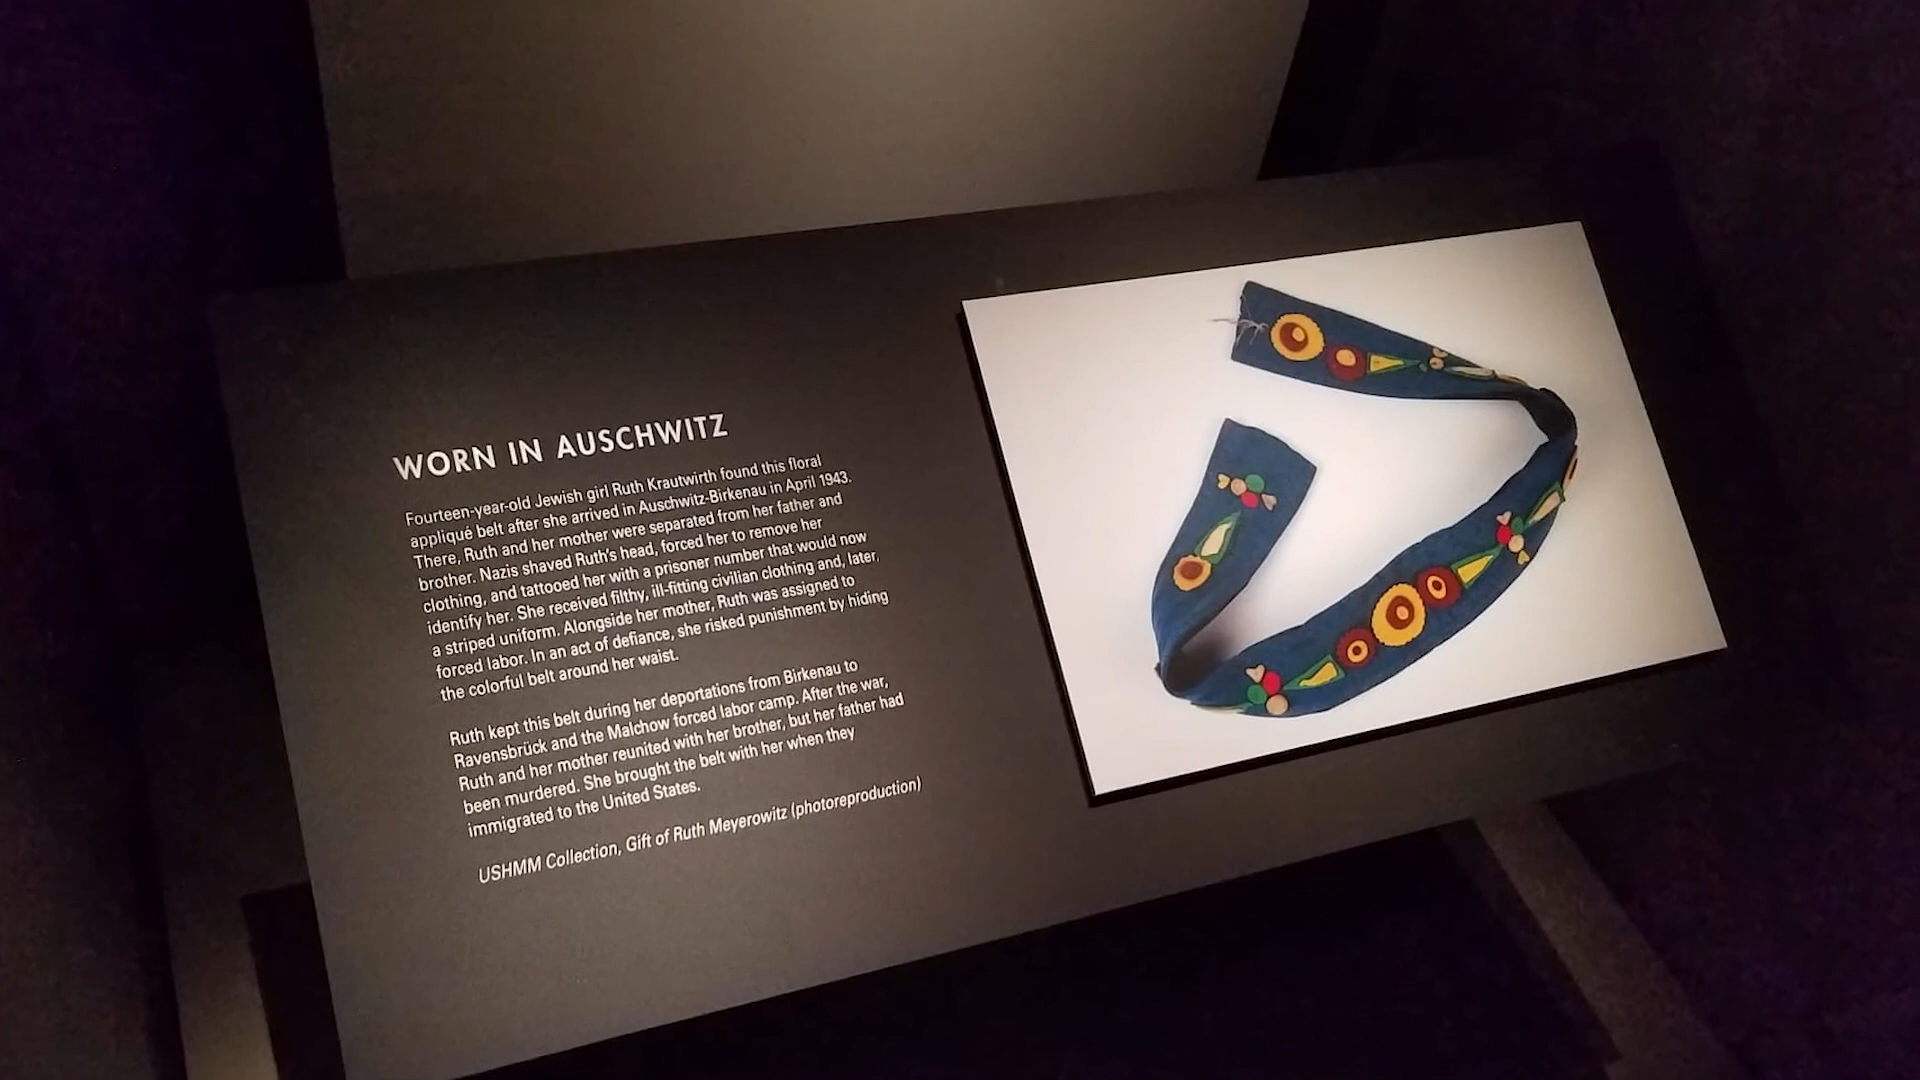 WORN IN AUSCHWITZ
Fourteen-year-old Jewish girl Ruth Krautwirth found this floral
appliqué belt after she arrived in Auschwitz-Birkenau in April 1943.
There, Ruth and her mother were separated from her father and
brother. Nazis shaved Ruth's head, forced her to remove her
clothing, and tattooed her with a prisoner number that would now
identify her. She received filthy, ill-fitting civilian clothing and, later,
a striped uniform. Alongside her mother, Ruth was assigned to
forced labor. In an act of defiance, she risked punishment by hiding
the colorful belt around her waist.
Ruth kept this belt during her deportations from Birkenau to
Ravensbrück and the Malchow forced labor camp. After the war,
Ruth and her mother reunited with her brother, but her father had
been murdered. She brought the belt with her when they
immigrated to the United States.
USHMM Collection, Gift of Ruth Meyerowitz (photoreproduction)